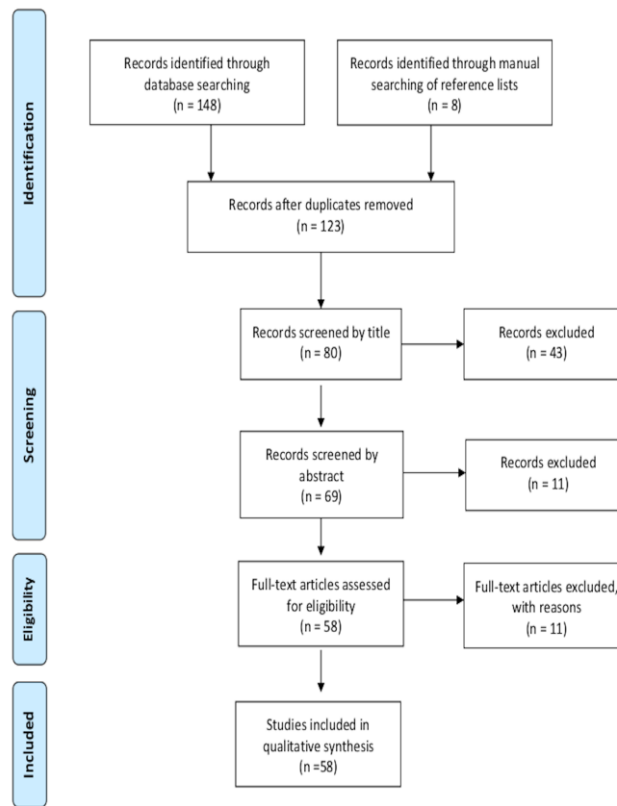 Identification
Records identified through
database searching
(n = 148)
Records identified through manual
searching of reference lists
(n = 8)
Records after duplicates removed
(n = 123)
Screening
Records screened by title
(n = 80)
Records excluded
(n = 43)
Records screened by
abstract
(n = 69)
Records excluded
(n = 11)
Eligibility
Full-text articles assessed
for eligibility
(n = 58)
Full-text articles excluded,
with reasons
(n = 11)
Included
Studies included in
qualitative synthesis
(n =58)